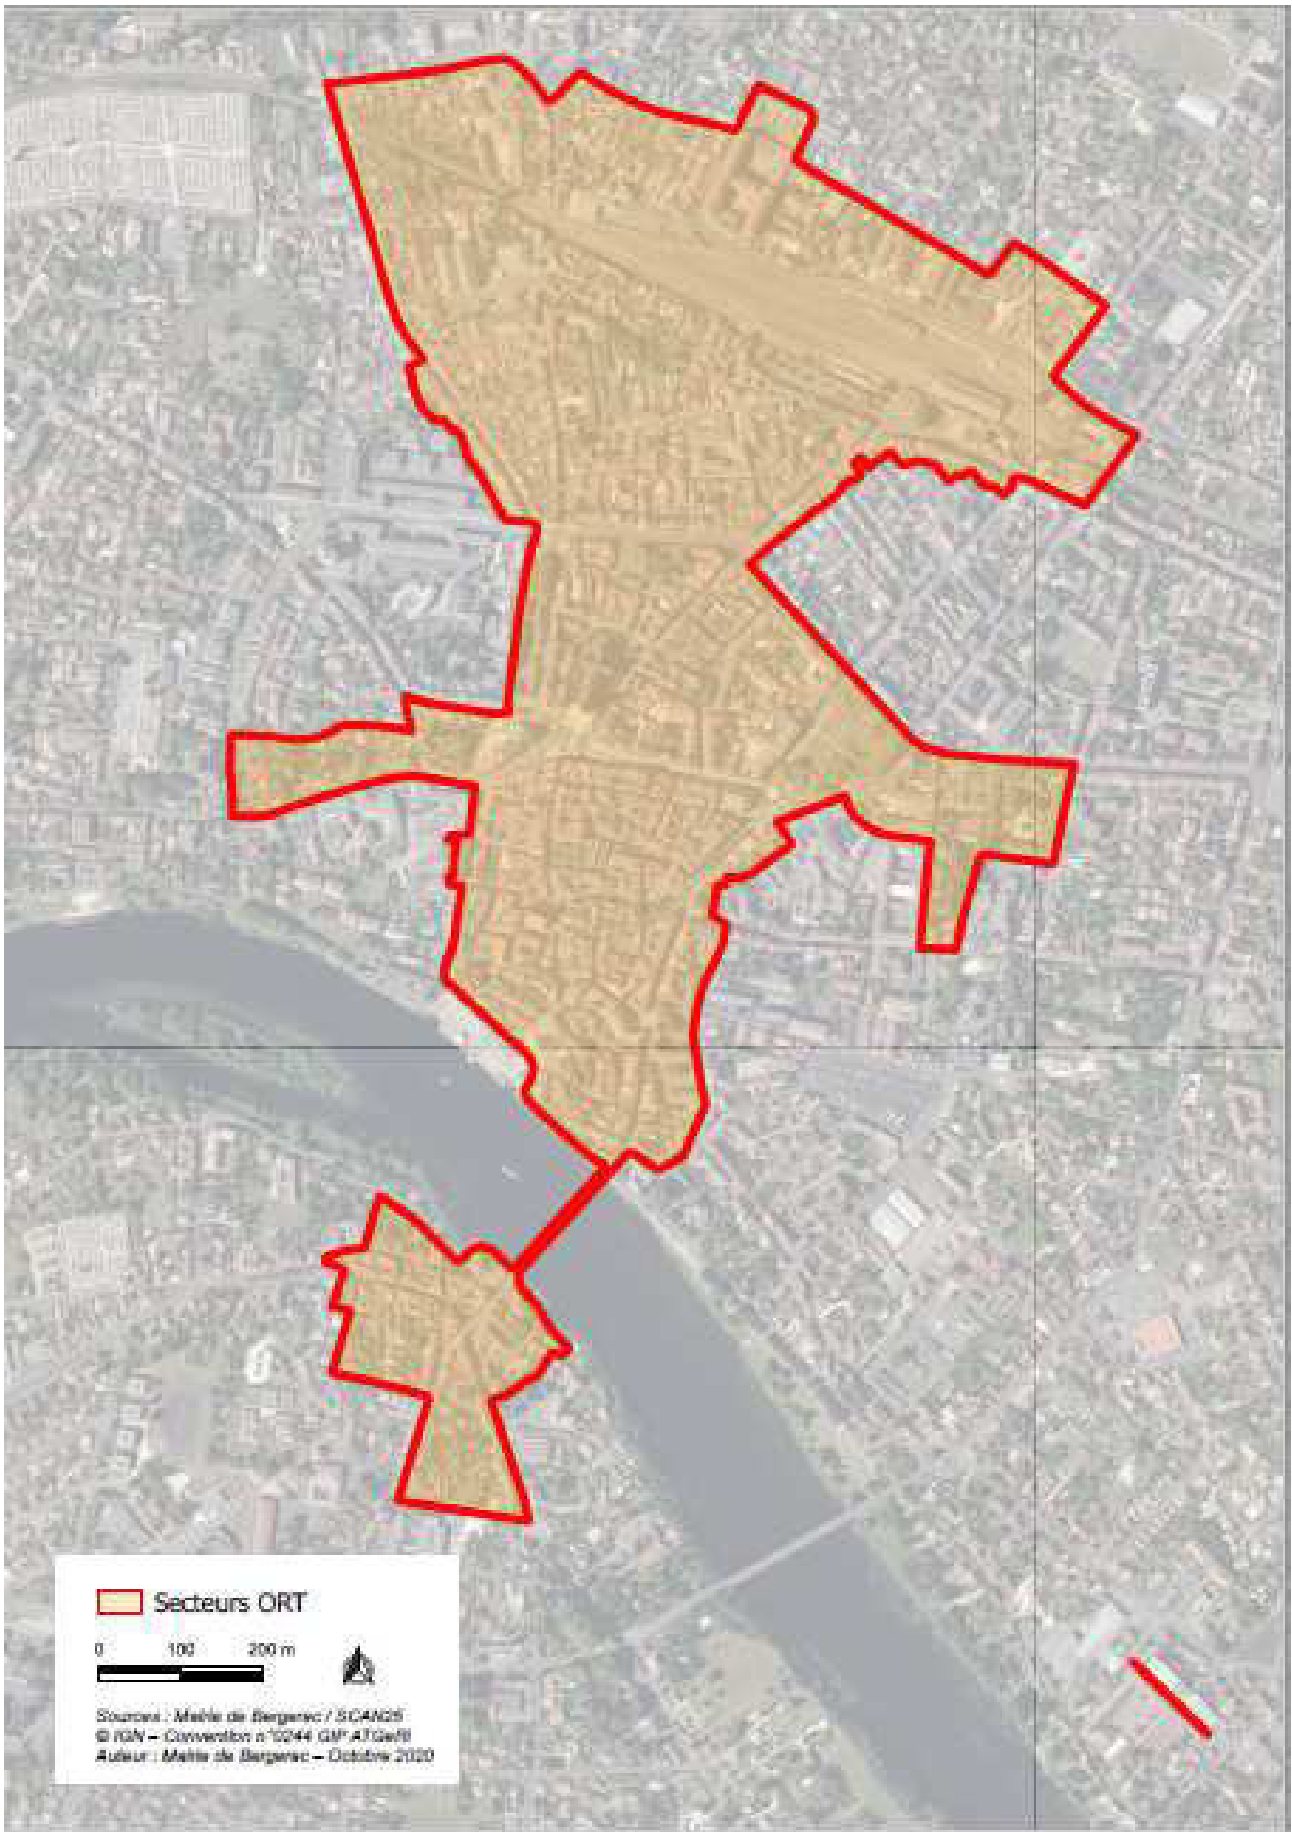 Secteurs ORT
0 100 200 m
Sources : Mairie de Bergerac / SCAN25
© IGN – Convention n°0244 GIP ATGeRi
Auteur : Mairie de Bergerac – Octobre 2020